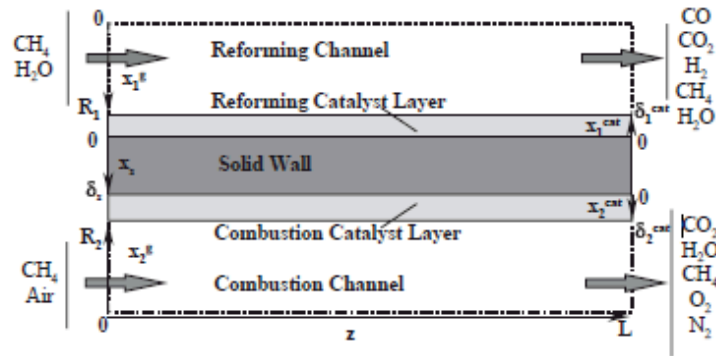 0
CH₄
H₂O
x₁ᵍ
R₁
0
Reforming Channel
Reforming Catalyst Layer
CO
CO₂
H₂
CH₄
H₂O
δ₁ᶜᵃᵗ
x₁ᶜᵃᵗ
0
xₛ
Solid Wall
δₛ
0
x₂ᶜᵃᵗ
R₂
Combustion Catalyst Layer
δ₂ᶜᵃᵗ
x₂ᵍ
CH₄
Air
Combustion Channel
CO₂
H₂O
CH₄
O₂
N₂
0
z
L